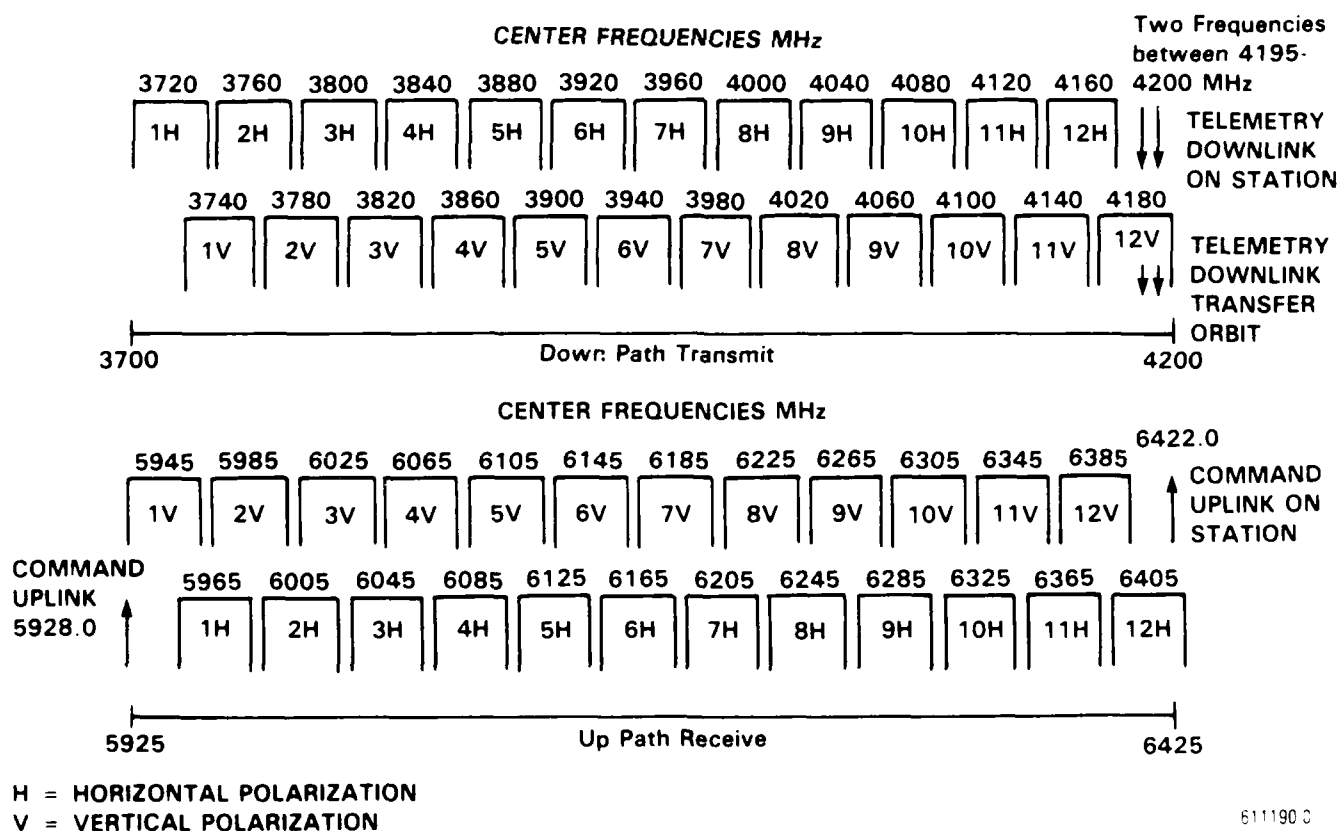 CENTER FREQUENCIES MHz
Two Frequencies
between 4195-
4200 MHz
3720 3760 3800 3840 3880 3920 3960 4000 4040 4080 4120 4160
1H 2H 3H 4H 5H 6H 7H 8H 9H 10H 11H 12H
TELEMETRY
DOWNLINK
ON STATION
3740 3780 3820 3860 3900 3940 3980 4020 4060 4100 4140 4180
1V 2V 3V 4V 5V 6V 7V 8V 9V 10V 11V 12V
TELEMETRY
DOWNLINK
TRANSFER
ORBIT
3700 Down Path Transmit 4200
CENTER FREQUENCIES MHz
6422.0
5945 5985 6025 6065 6105 6145 6185 6225 6265 6305 6345 6385
1V 2V 3V 4V 5V 6V 7V 8V 9V 10V 11V 12V
COMMAND
UPLINK ON
STATION
COMMAND
UPLINK
5928.0
5965 6005 6045 6085 6125 6165 6205 6245 6285 6325 6365 6405
1H 2H 3H 4H 5H 6H 7H 8H 9H 10H 11H 12H
5925 Up Path Receive 6425
H = HORIZONTAL POLARIZATION
V = VERTICAL POLARIZATION